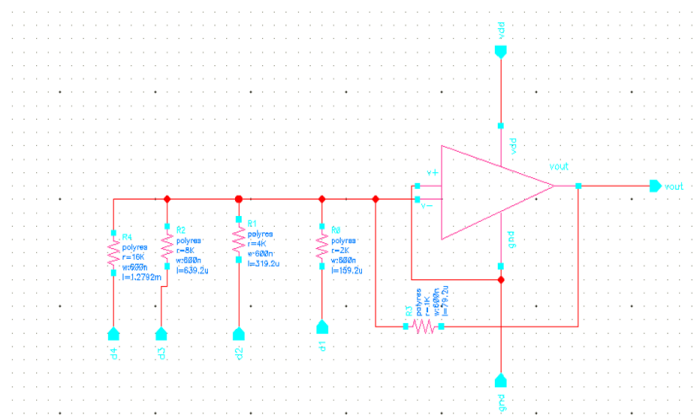 vdd
vdd
v+
v-
vout
vout
gnd
R4
polyres
r=16K
w:600n
l=1.2792m
R2
polyres
r=8K
w:600n
l=639.2u
R1
polyres
r=4K
w:600n
l=319.2u
R0
polyres
r=2K
w:600n
l=159.2u
R3
polyres
r=1K
w:600n
l=79.2u
d4
d3
d2
d1
gnd